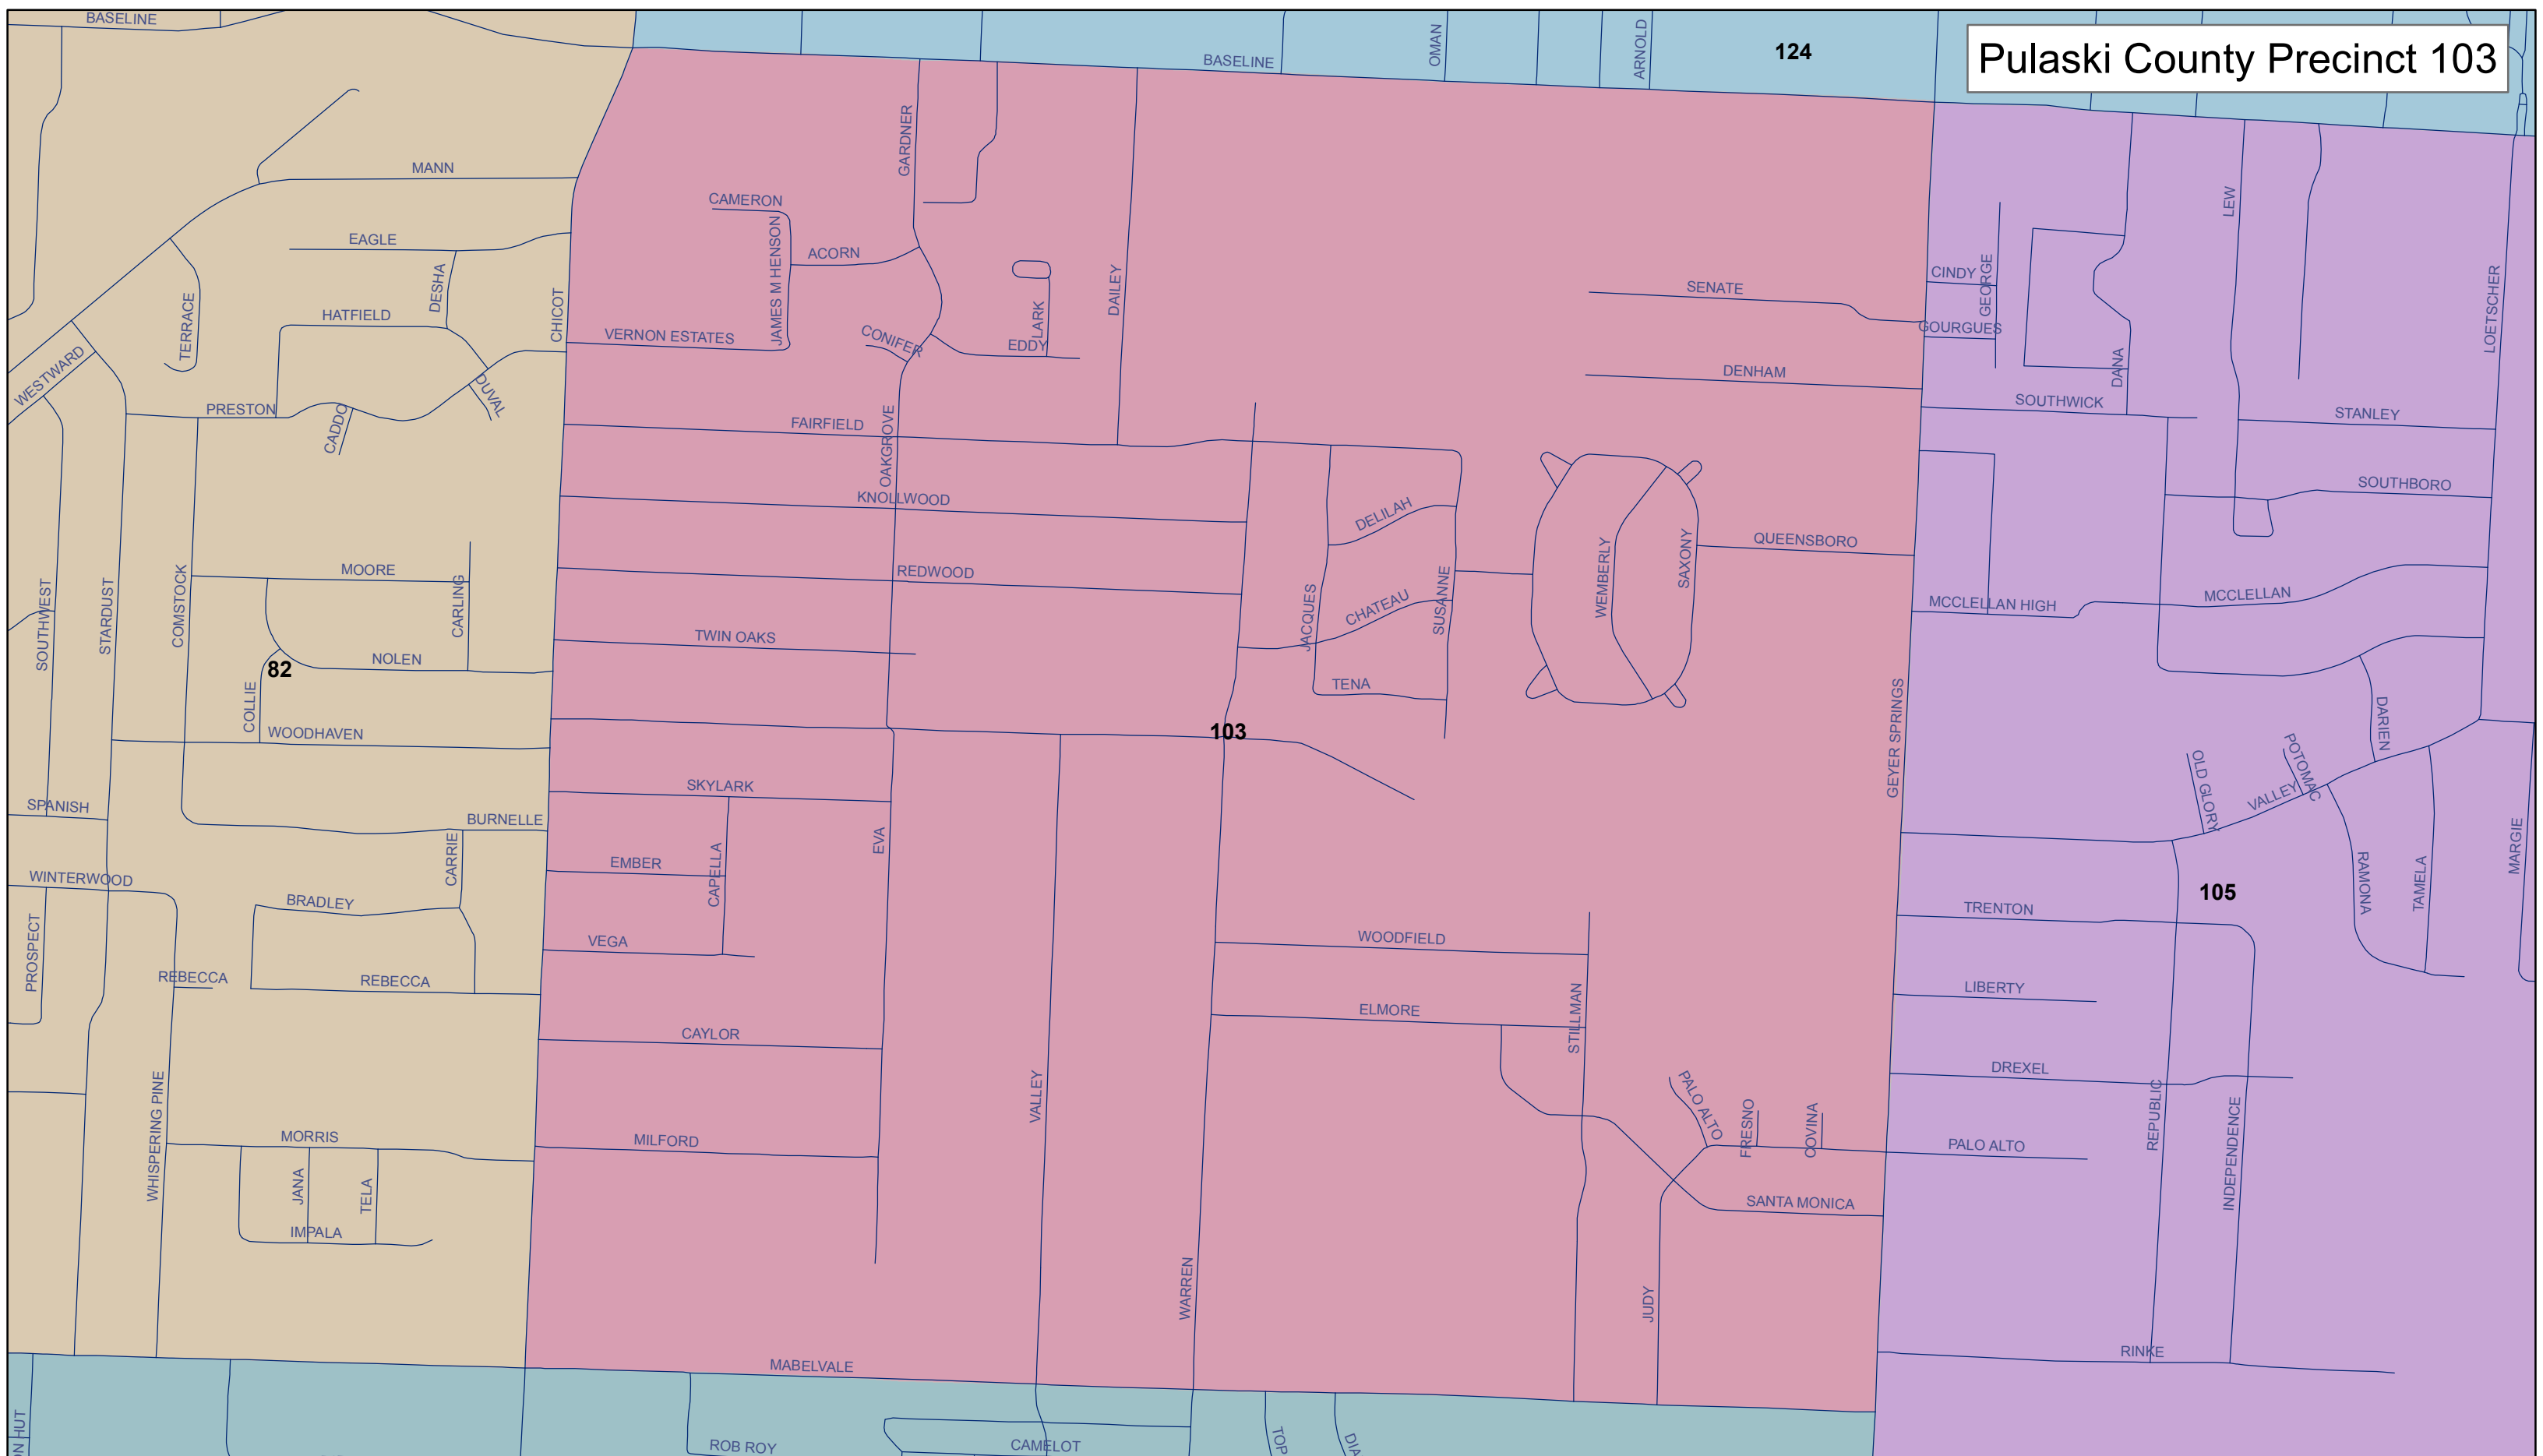 BASELINE
BASELINE
OMAN
ARNOLD
124
Pulaski County Precinct 103
MANN
GARDNER
CAMERON
LEW
EAGLE
JAMES M HENSON
ACORN
DESHA
CHICOT
DAILEY
SENATE
CINDY
GEORGE
LOETSCHER
TERRACE
HATFIELD
VERNON ESTATES
CONIFER
EDDY
GOURGUES
WESTWARD
DUVAL
DENHAM
DANA
PRESTON
CADDO
FAIRFIELD
OAKGROVE
SOUTHWICK
STANLEY
KNOLLWOOD
DELILAH
SOUTHBORO
QUEENSBORO
MOORE
REDWOOD
WEMBERLY
SAXONY
SOUTHWEST
STARDUST
COMSTOCK
CARLING
JACQUES
CHATEAU
SUSANNE
MCCLELLAN HIGH
MCCLELLAN
TWIN OAKS
NOLEN
82
TENA
COLLIE
WOODHAVEN
103
GEYER SPRINGS
DARIEN
POTOMAC
OLD GLORY
VALLEY
SKYLARK
SPANISH
BURNELLE
CARRIE
EVA
EMBER
CAPELLA
MARGIE
RAMONA
TAMELA
WINTERWOOD
BRADLEY
105
TRENTON
PROSPECT
VEGA
WOODFIELD
REBECCA
REBECCA
LIBERTY
ELMORE
STILLMAN
CAYLOR
DREXEL
VALLEY
PALO ALTO
FRESNO
COVINA
REPUBLIC
INDEPENDENCE
WHISPERING PINE
MORRIS
MILFORD
PALO ALTO
JANA
TELA
SANTA MONICA
IMPALA
WARREN
JUDY
MABELVALE
RINKE
ROB ROY
CAMELOT
TOP
DIA
ON HUT